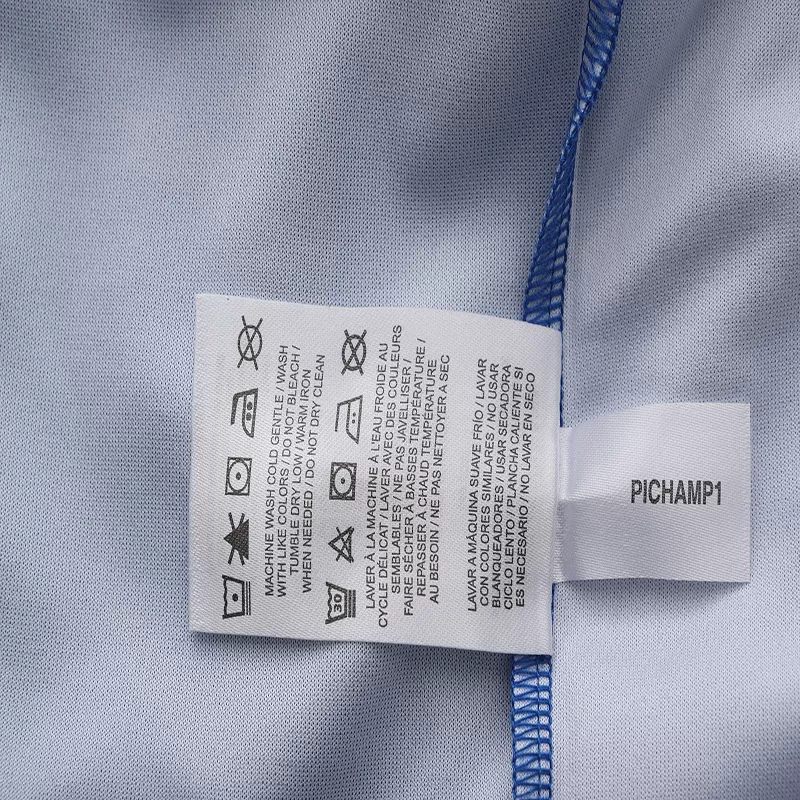 MACHINE WASH COLD GENTLE / WASH
WITH LIKE COLORS / DO NOT BLEACH /
TUMBLE DRY LOW / WARM IRON
WHEN NEEDED / DO NOT DRY CLEAN
30
LAVER À LA MACHINE À L'EAU FROIDE AU
CYCLE DÉLICAT / LAVER AVEC DES COULEURS
SEMBLABLES / NE PAS JAVELLISER /
FAIRE SÉCHER À BASSES TEMPÉRATURE /
REPASSER À CHAUD TEMPÉRATURE
AU BESOIN / NE PAS NETTOYER A SEC
LAVAR A MÁQUINA SUAVE FRÍO / LAVAR
CON COLORES SIMILARES / NO USAR
BLANQUEADORES / USAR SECADORA
CICLO LENTO / PLANCHA CALIENTE SI
ES NECESARIO / NO LAVAR EN SECO
PICHAMP1